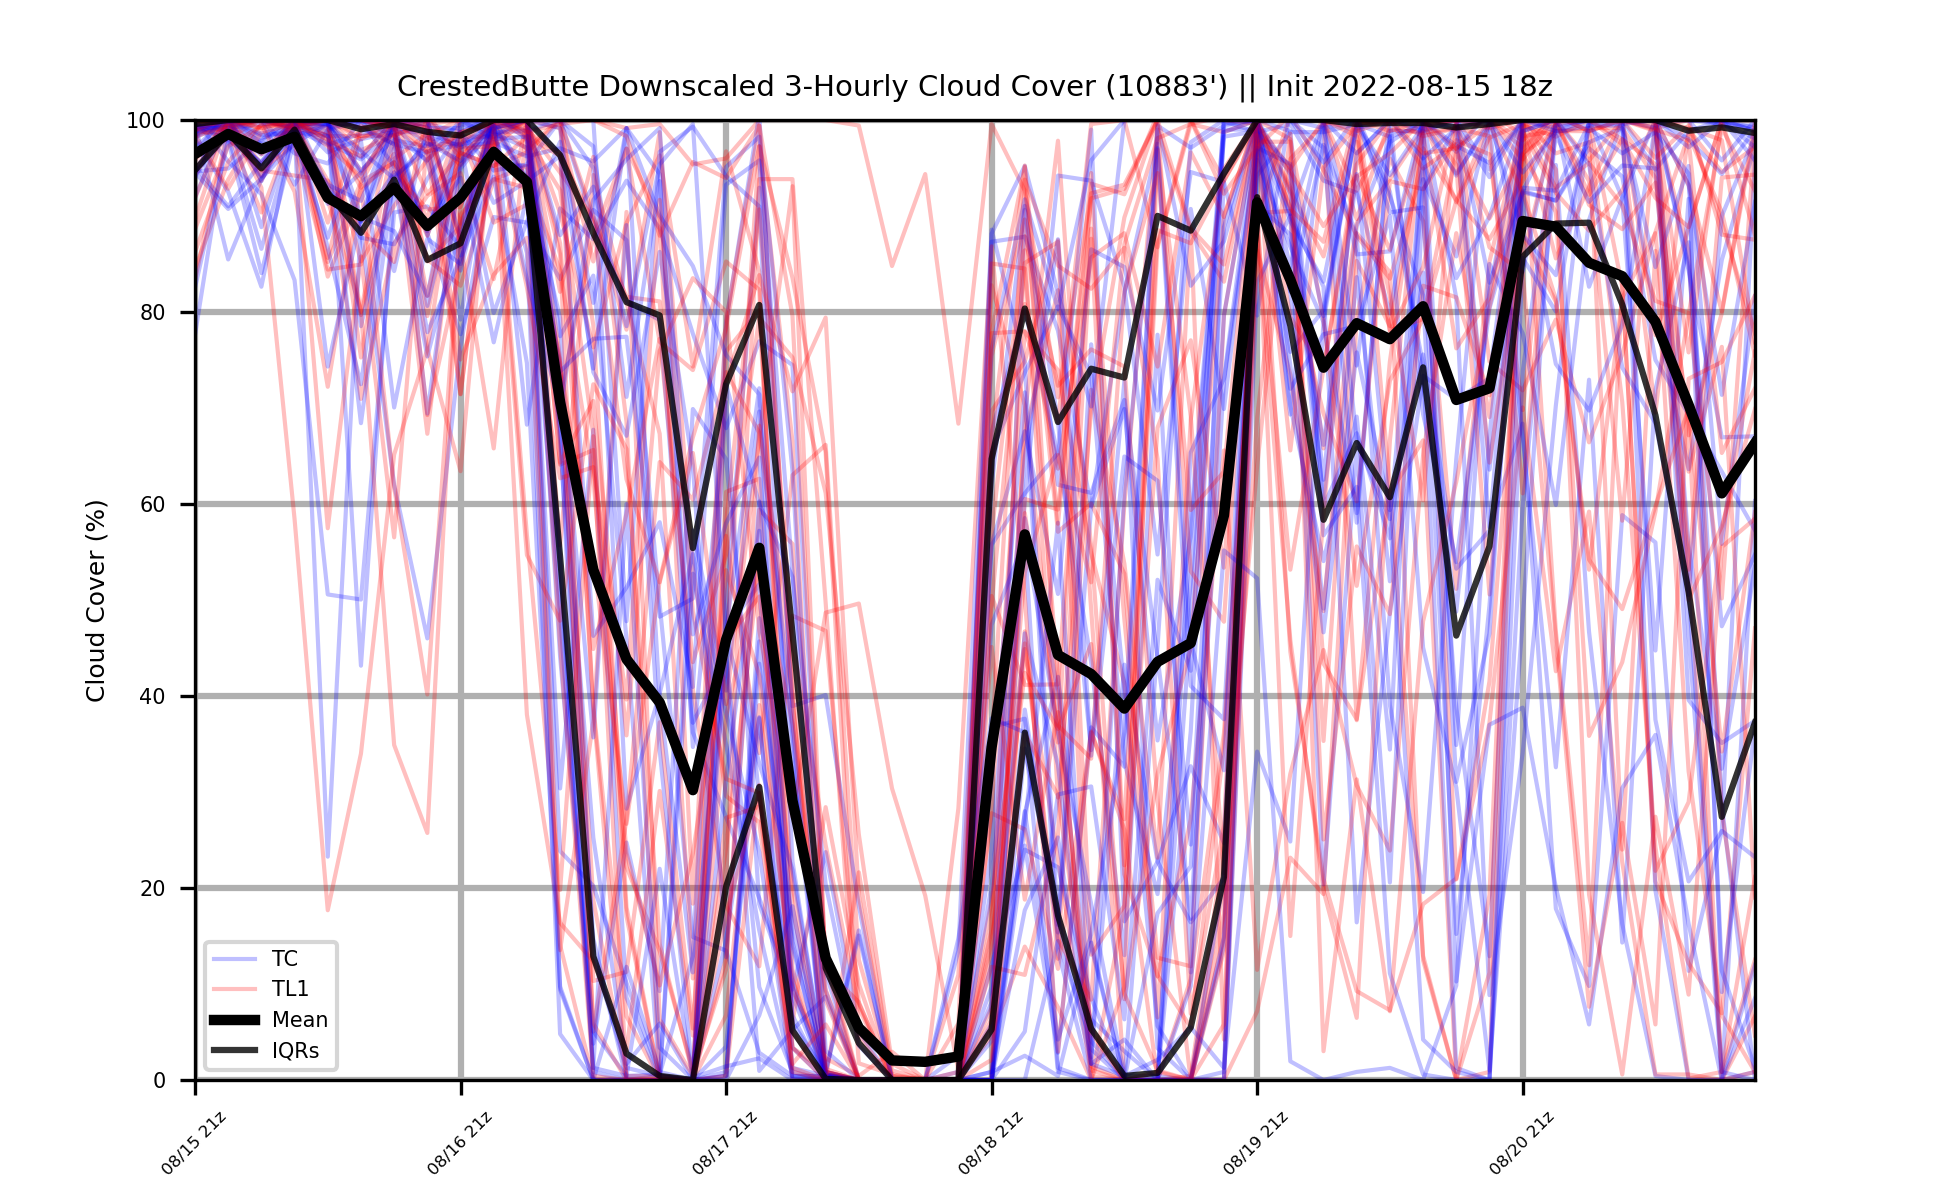 CrestedButte Downscaled 3-Hourly Cloud Cover (10883') || Init 2022-08-15 18z
Cloud Cover (%)
100
80
60
40
20
0
TC
TL1
Mean
IQRs
08/15 21z
08/16 21z
08/17 21z
08/18 21z
08/19 21z
08/20 21z